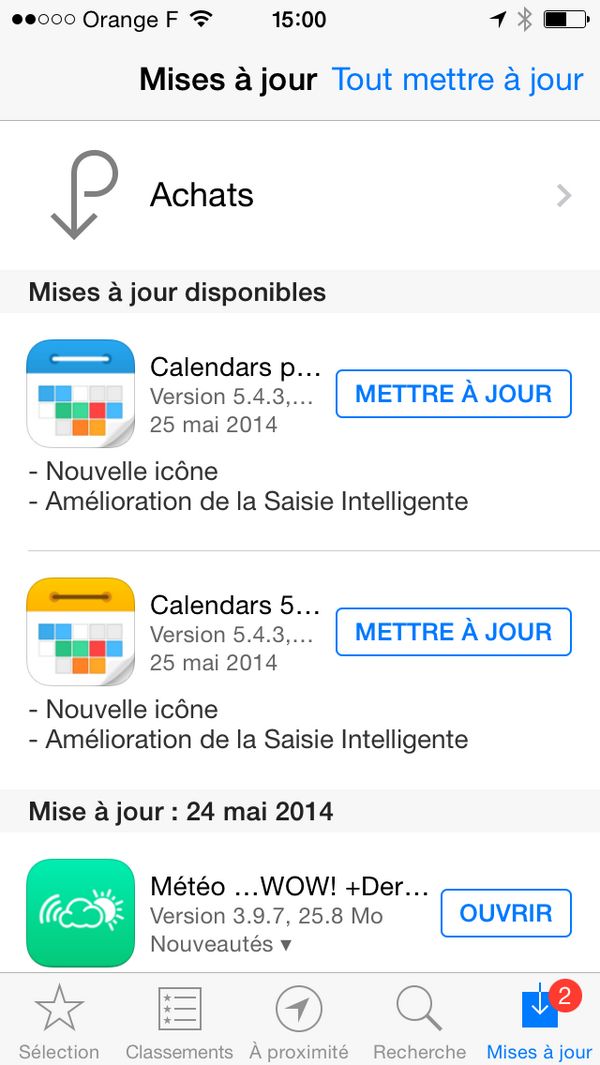 Orange F 15:00
Mises à jour Tout mettre à jour
Achats
Mises à jour disponibles
Calendars p...
Version 5.4.3,...
25 mai 2014
METTRE À JOUR
- Nouvelle icône
- Amélioration de la Saisie Intelligente
Calendars 5...
Version 5.4.3,...
25 mai 2014
METTRE À JOUR
- Nouvelle icône
- Amélioration de la Saisie Intelligente
Mise à jour : 24 mai 2014
Météo ...WOW! +Der...
Version 3.9.7, 25.8 Mo
Nouveautés ▾
OUVRIR
2
Sélection Classements À proximité Recherche Mises à jour